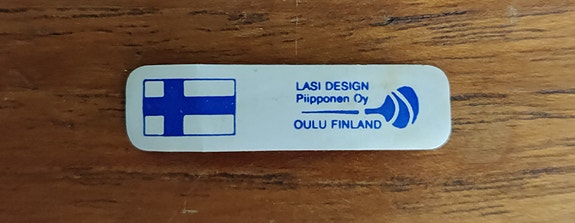 LASI DESIGN
Piipponen Oy
OULU FINLAND